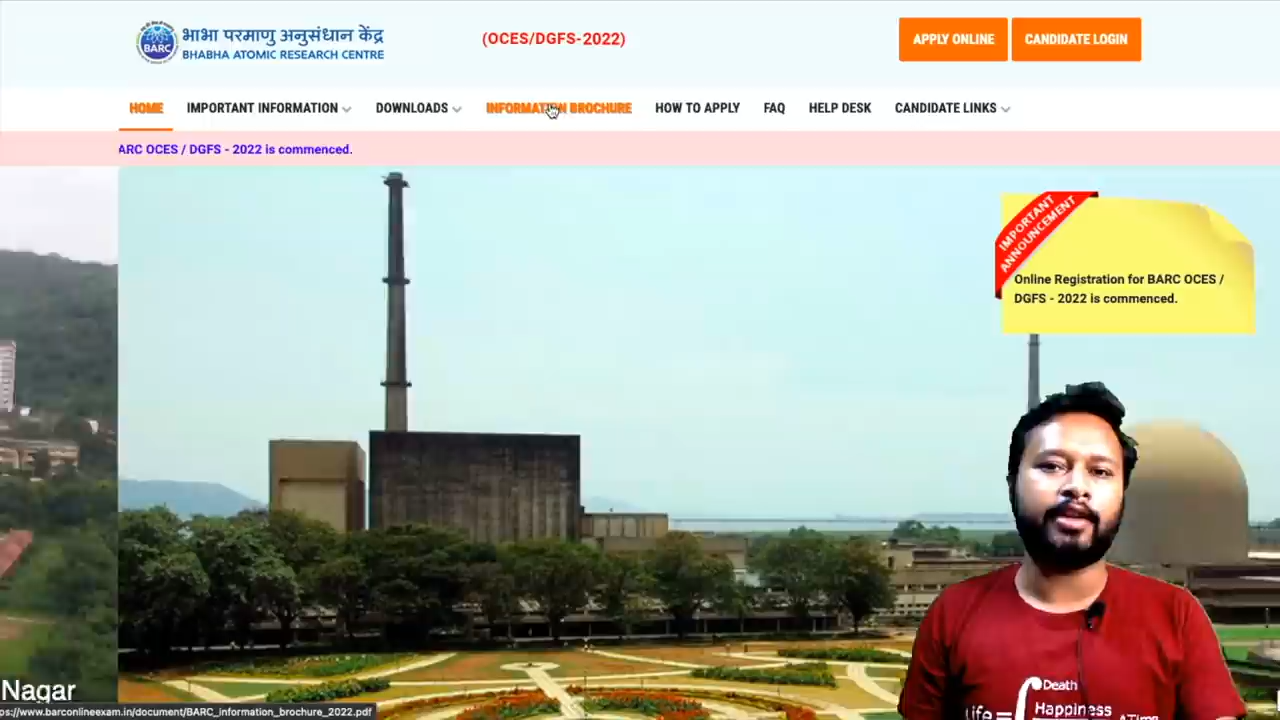 भाभा परमाणु अनुसंधान केंद्र
BARC
BHABHA ATOMIC RESEARCH CENTRE
(OCES/DGFS-2022)
APPLY ONLINE
CANDIDATE LOGIN
HOME
IMPORTANT INFORMATION
DOWNLOADS
INFORMATION BROCHURE
HOW TO APPLY
FAQ
HELP DESK
CANDIDATE LINKS
ARC OCES / DGFS - 2022 is commenced.
IMPORTANT
ANNOUNCEMENT
Online Registration for BARC OCES /
DGFS - 2022 is commenced.
Death
Happiness
Life=
Nagar
ps://www.barconlineexam.in/document/BARC_information_brochure_2022.pdf